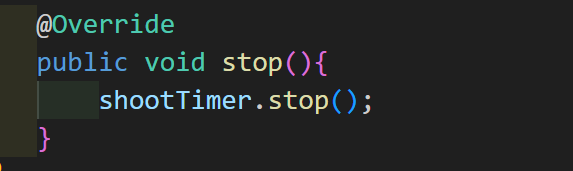 @Override
public void stop(){
shootTimer.stop();
}